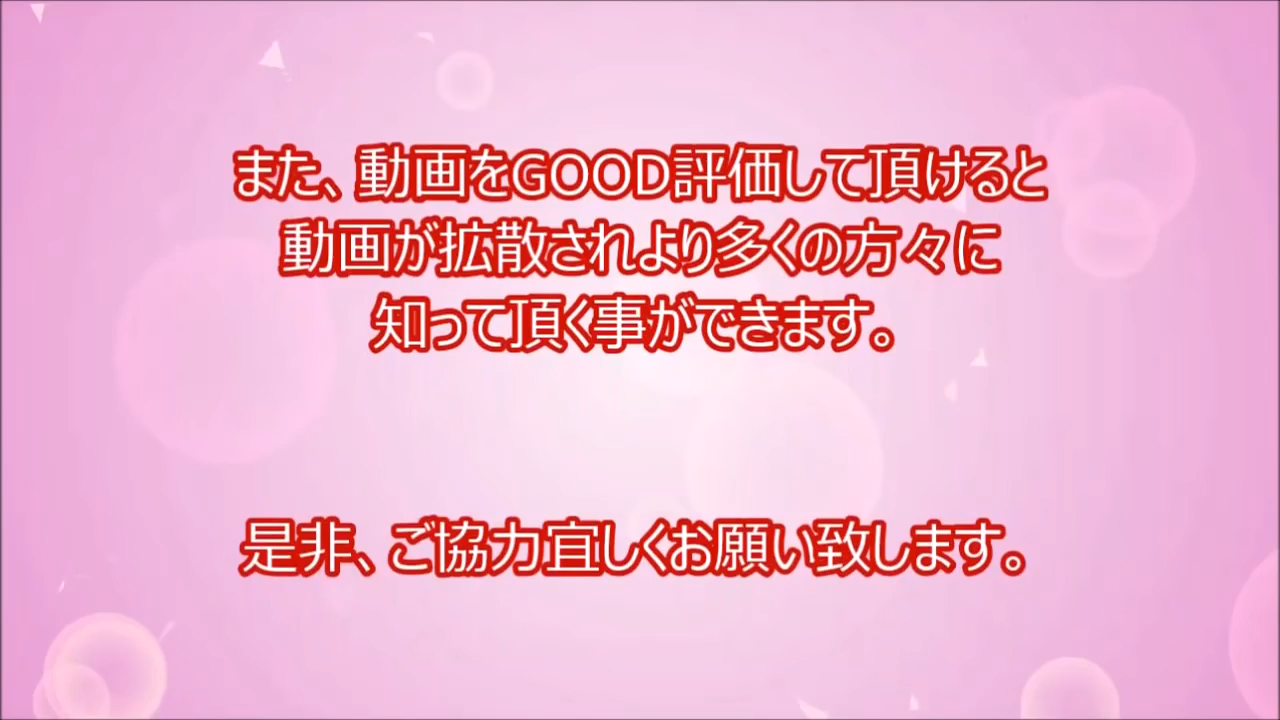 また、動画をGOOD評価して頂けると
動画が拡散されより多くの方々に
知って頂く事ができます。
是非、ご協力宜しくお願い致します。